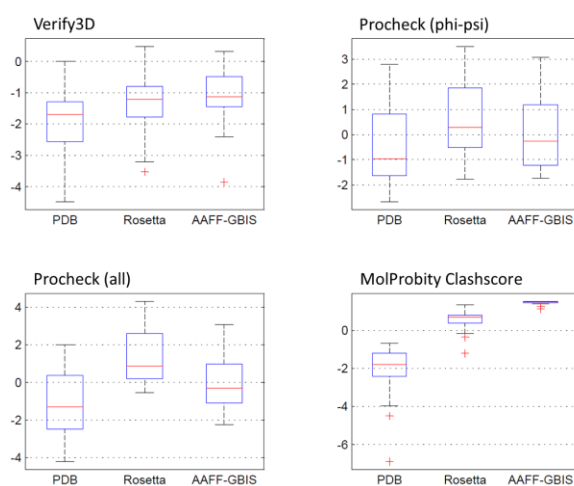 Verify3D
0
-1
-2
-3
-4
PDB Rosetta AAFF-GBIS
Procheck (phi-psi)
3
2
1
0
-1
-2
PDB Rosetta AAFF-GBIS
Procheck (all)
4
2
0
-2
-4
PDB Rosetta AAFF-GBIS
MolProbity Clashscore
0
-2
-4
-6
PDB Rosetta AAFF-GBIS